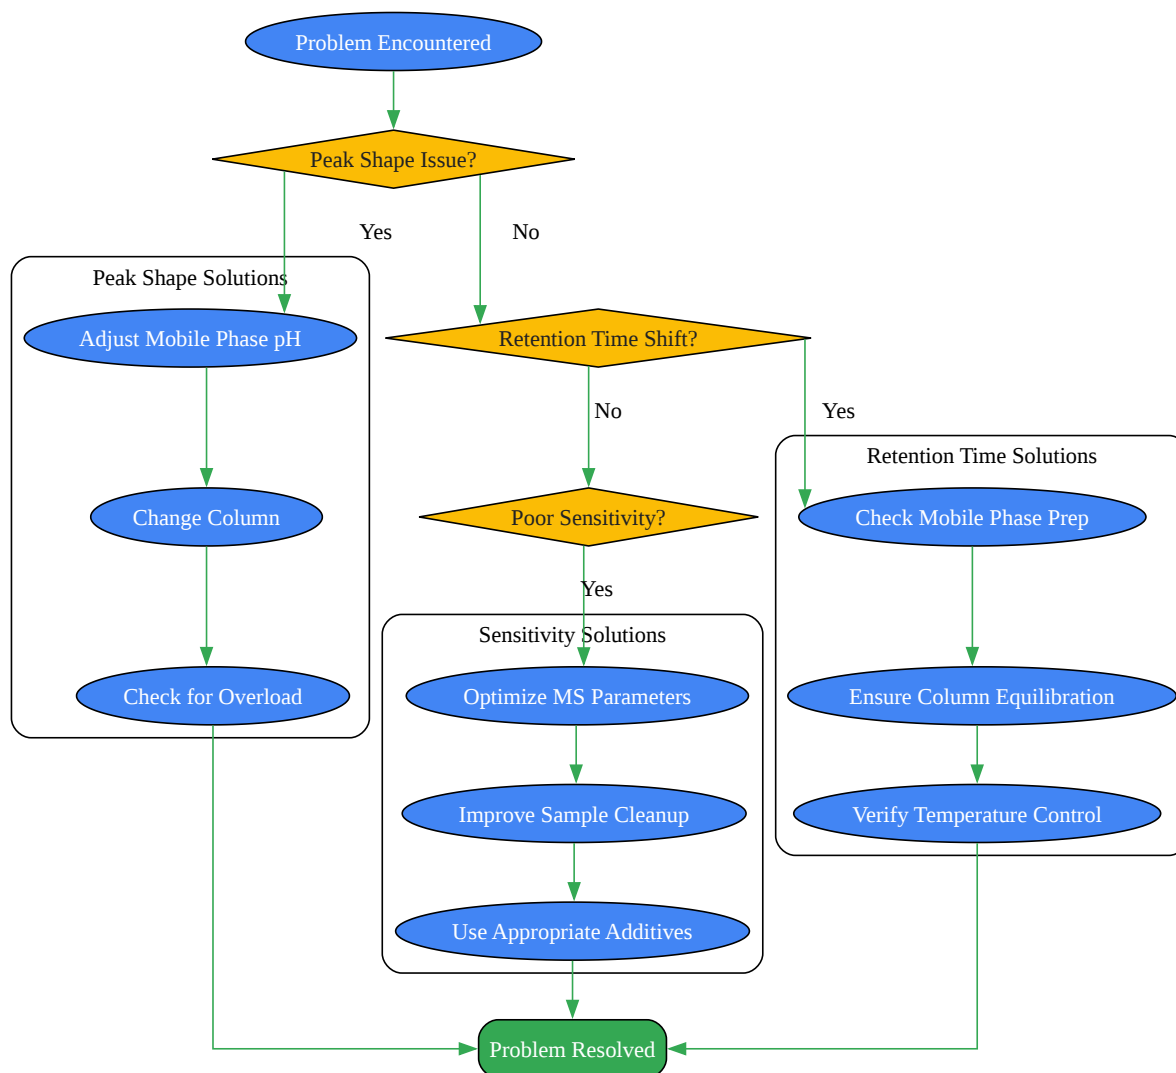 Problem Encountered
Peak Shape Issue?
Yes
No
Peak Shape Solutions
Adjust Mobile Phase pH
Retention Time Shift?
No
Yes
Retention Time Solutions
Change Column
Poor Sensitivity?
Check Mobile Phase Prep
Yes
Sensitivity Solutions
Check for Overload
Optimize MS Parameters
Ensure Column Equilibration
Improve Sample Cleanup
Verify Temperature Control
Use Appropriate Additives
Problem Resolved